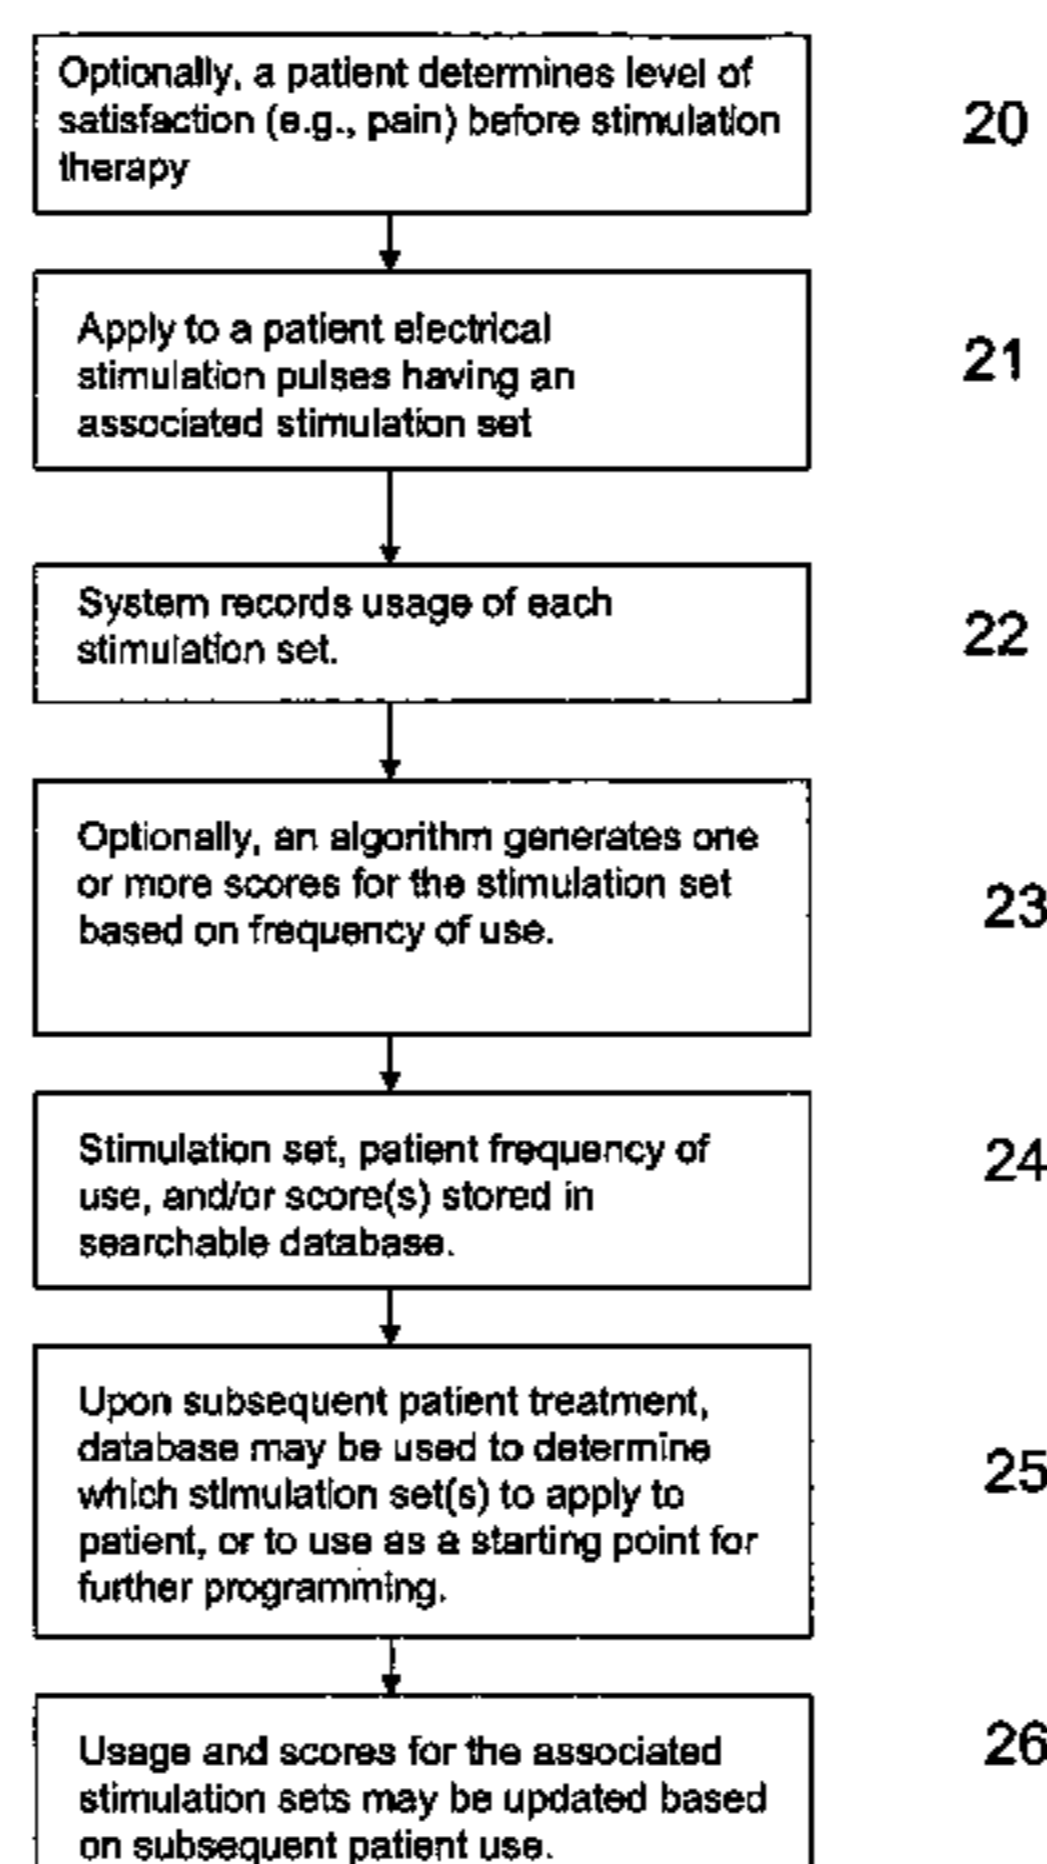 Optionally, a patient determines level of
satisfaction (e.g., pain) before stimulation
therapy
20
Apply to a patient electrical
stimulation pulses having an
associated stimulation set
21
System records usage of each
stimulation set.
22
Optionally, an algorithm generates one
or more scores for the stimulation set
based on frequency of use.
23
Stimulation set, patient frequency of
use, and/or score(s) stored in
searchable database.
24
Upon subsequent patient treatment,
database may be used to determine
which stimulation set(s) to apply to
patient, or to use as a starting point for
further programming.
25
Usage and scores for the associated
stimulation sets may be updated based
on subsequent patient use.
26